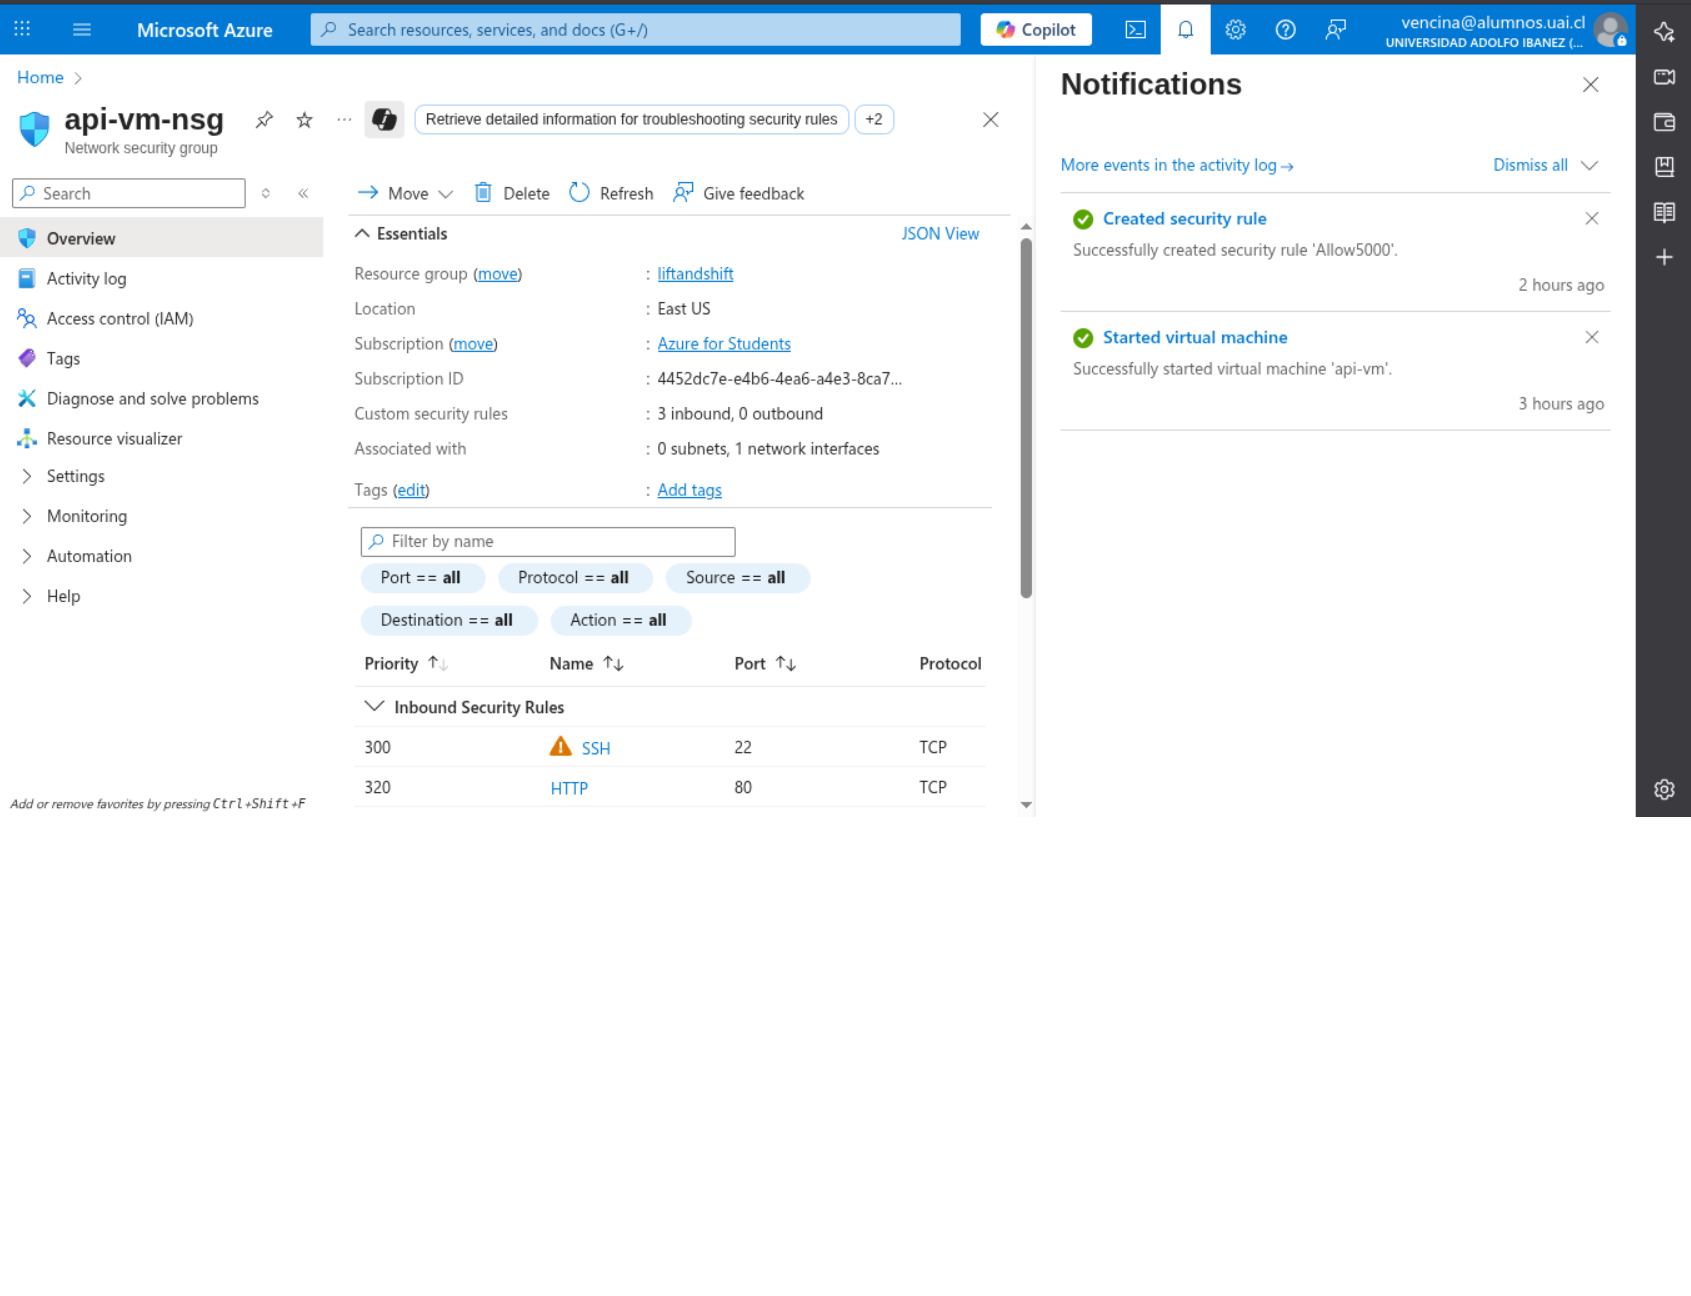 Microsoft Azure
Search resources, services, and docs (G+/)
Copilot
vencina@alumnos.uai.cl
UNIVERSIDAD ADOLFO IBANEZ (...
Home
api-vm-nsg
Network security group
Retrieve detailed information for troubleshooting security rules
+2
Search
Move
Delete
Refresh
Give feedback
Overview
Activity log
Access control (IAM)
Tags
Diagnose and solve problems
Resource visualizer
Settings
Monitoring
Automation
Help
Add or remove favorites by pressing Ctrl+Shift+F
Essentials
JSON View
Resource group (move) : liftandshift
Location : East US
Subscription (move) : Azure for Students
Subscription ID : 4452dc7e-e4b6-4ea6-a4e3-8ca7...
Custom security rules : 3 inbound, 0 outbound
Associated with : 0 subnets, 1 network interfaces
Tags (edit) : Add tags
Filter by name
Port == all
Protocol == all
Source == all
Destination == all
Action == all
Priority Name Port Protocol
Inbound Security Rules
300 SSH 22 TCP
320 HTTP 80 TCP
Notifications
More events in the activity log →
Dismiss all
Created security rule
Successfully created security rule 'Allow5000'.
2 hours ago
Started virtual machine
Successfully started virtual machine 'api-vm'.
3 hours ago